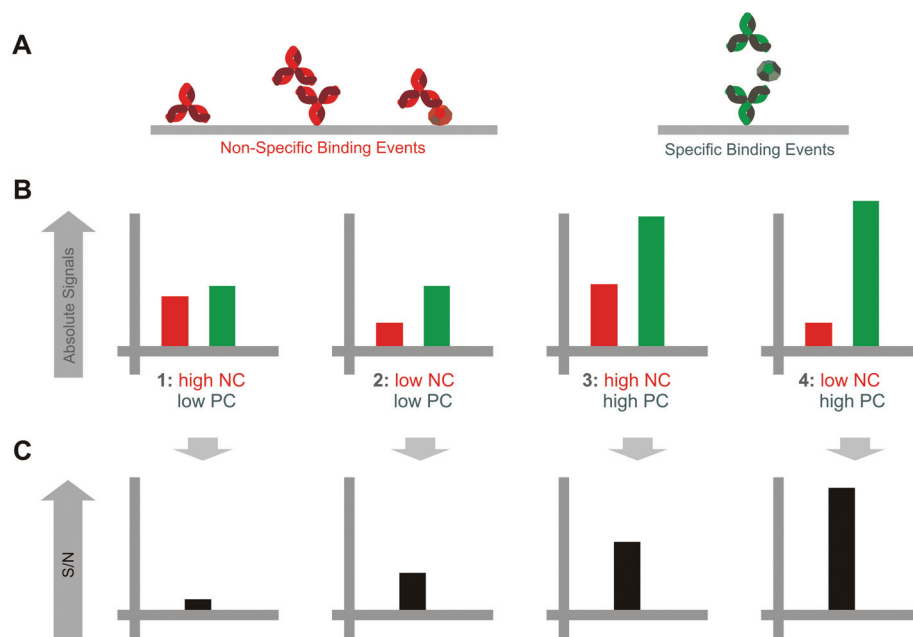 A
Non-Specific Binding Events
Specific Binding Events
B
Absolute Signals
1: high NC
low PC
2: low NC
low PC
3: high NC
high PC
4: low NC
high PC
C
S/N